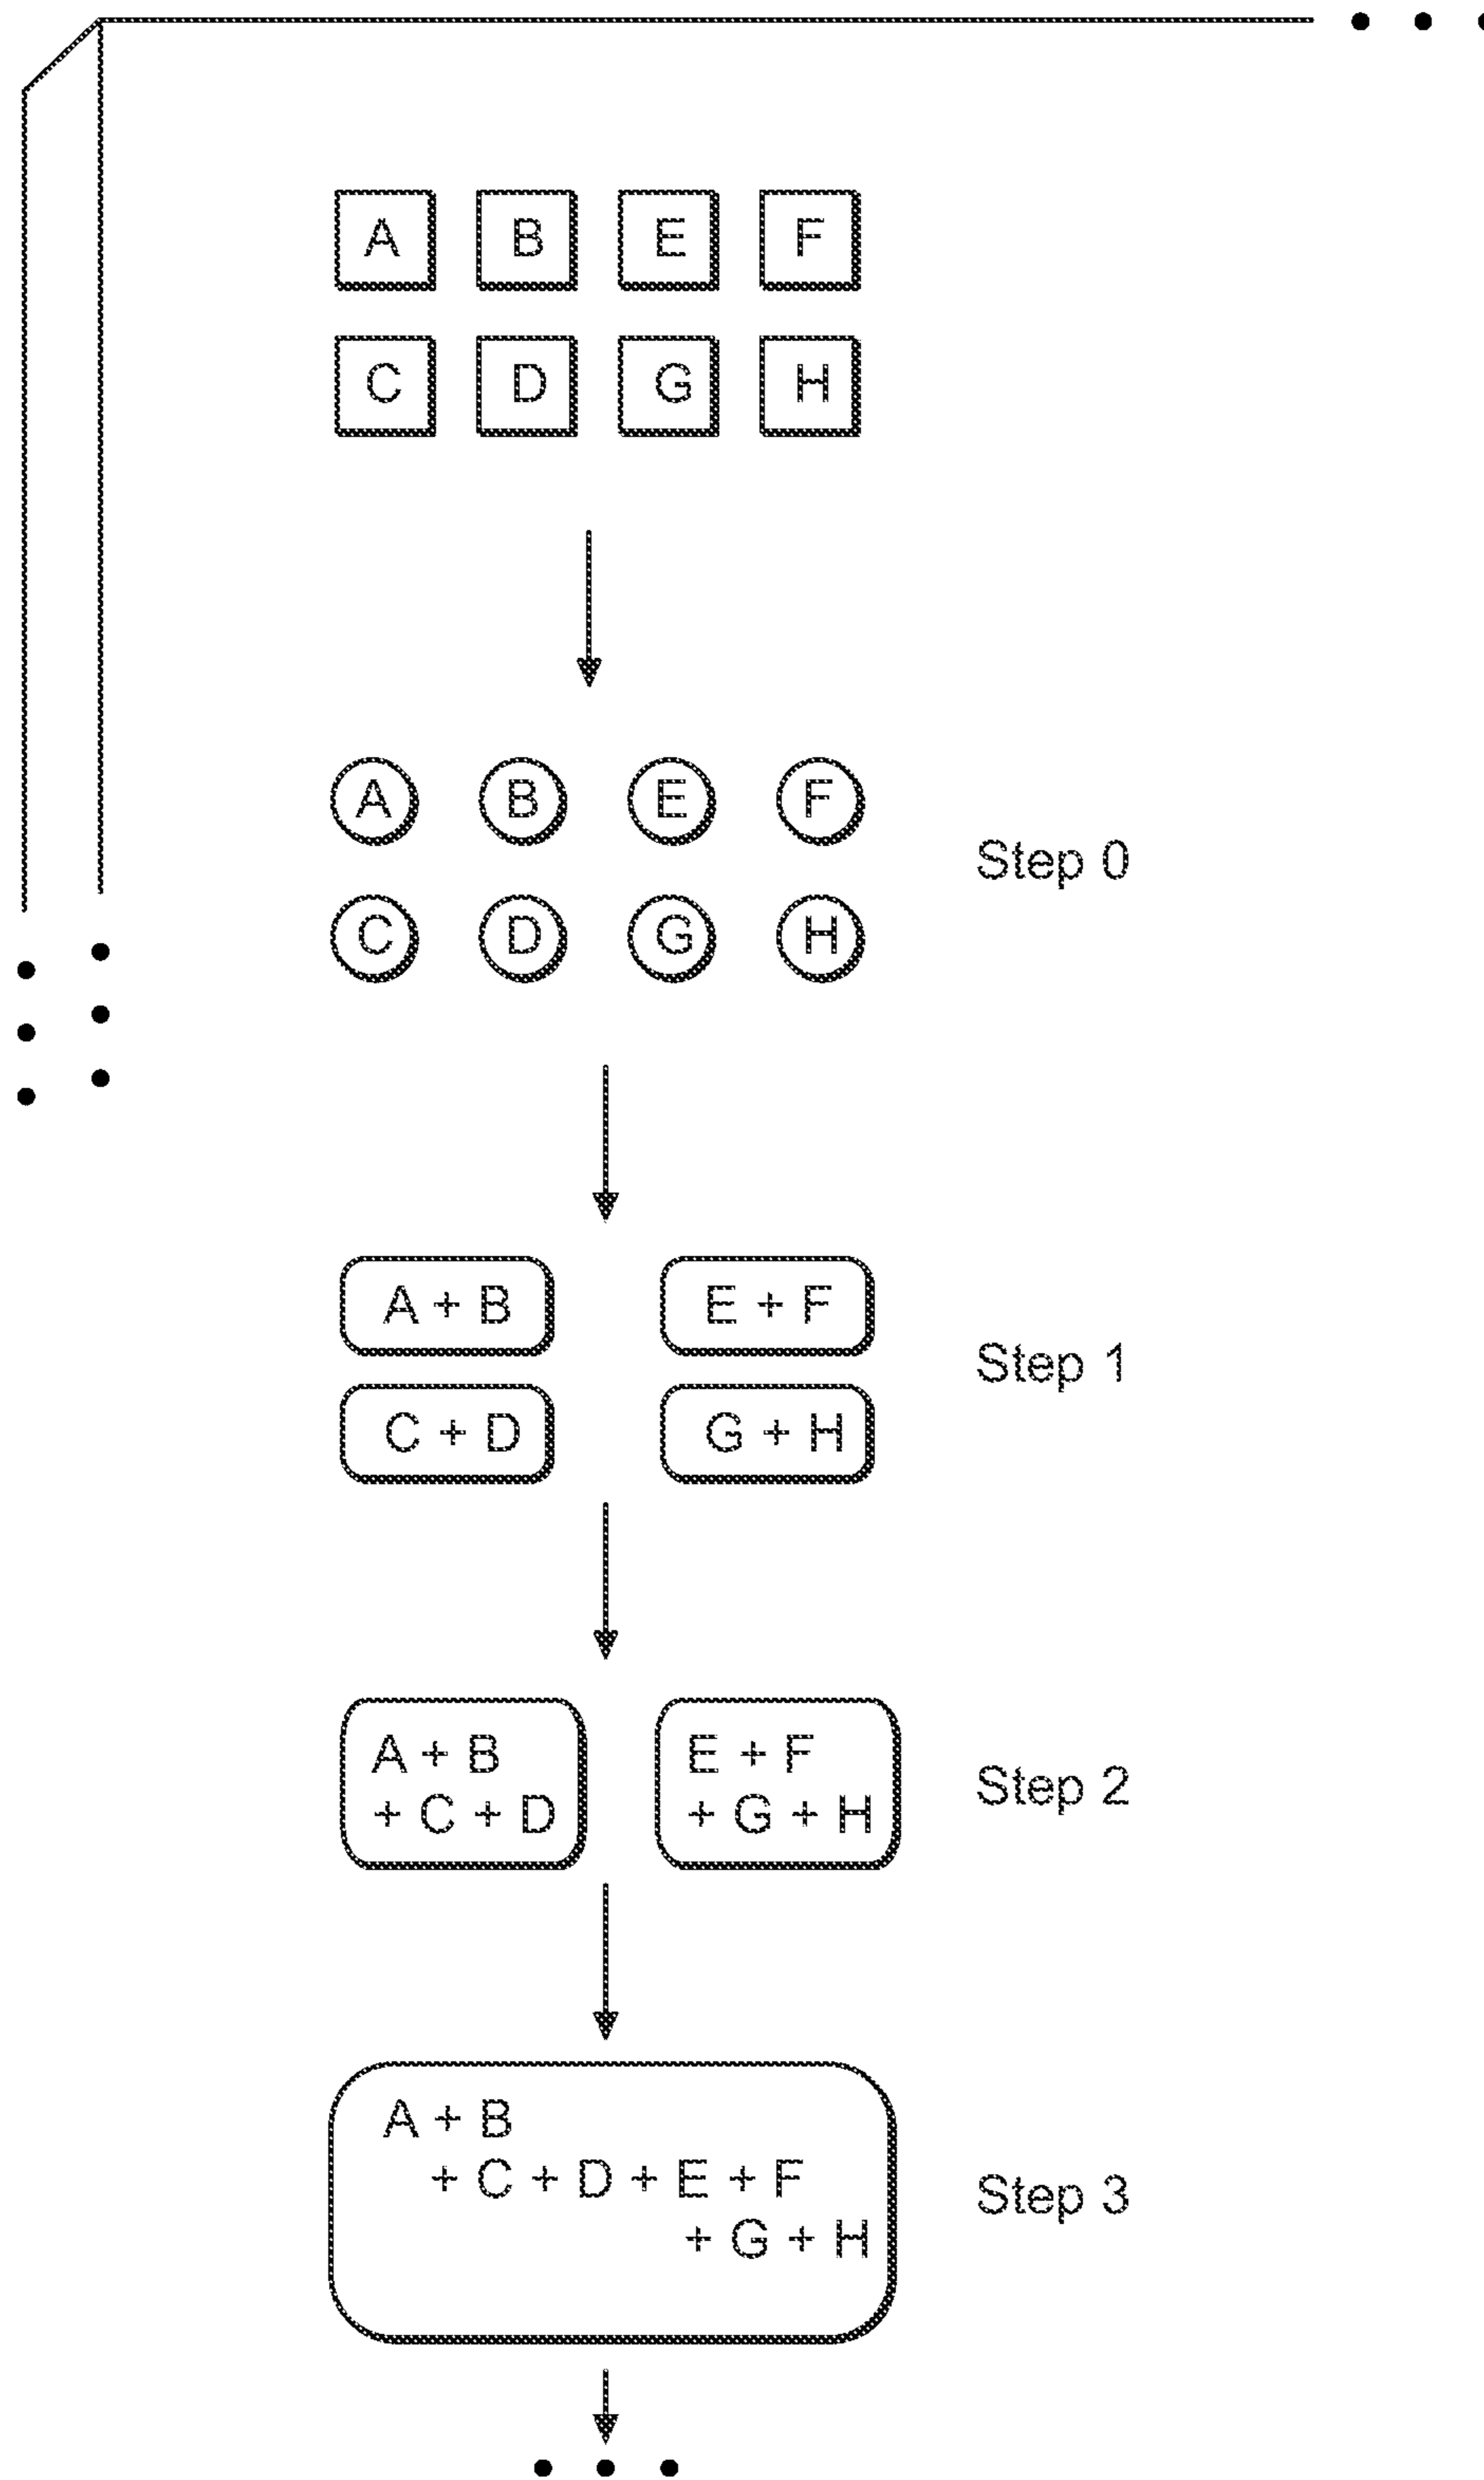 A B E F
C D G H
A B E F
Step 0
C D G H
A + B E + F
Step 1
C + D G + H
A + B E + F
Step 2
+ C + D + G + H
A + B
+ C + D + E + F
Step 3
+ G + H